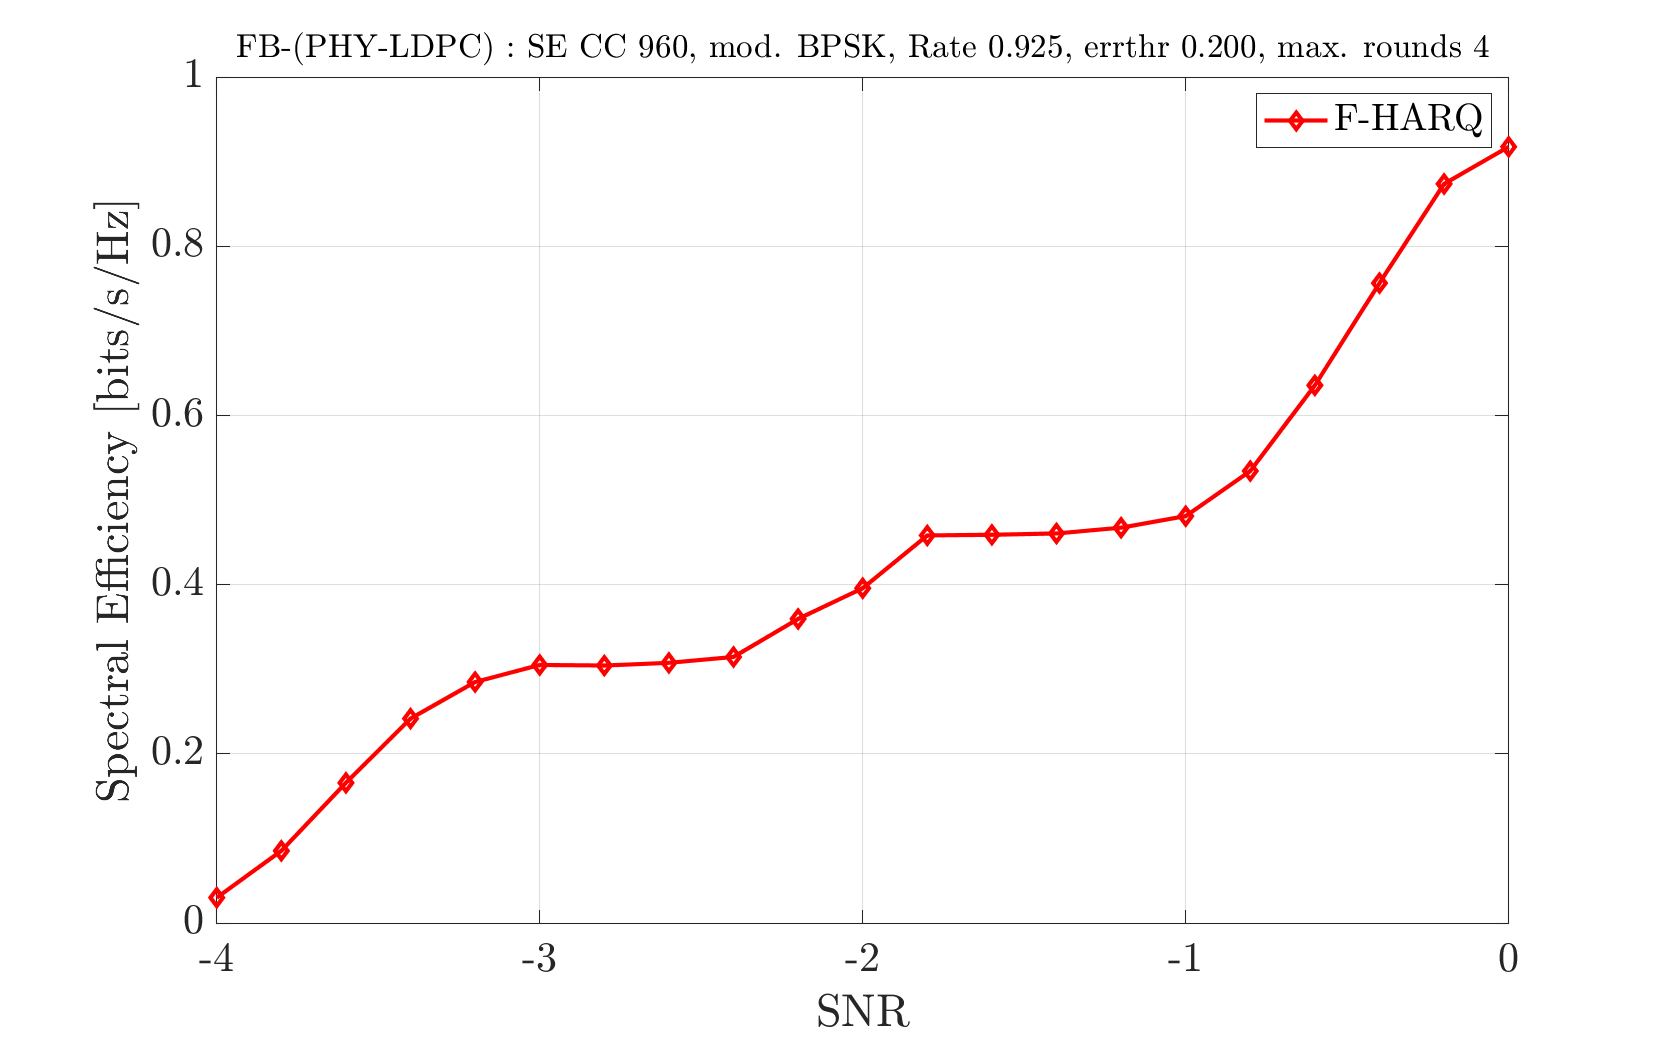 FB-(PHY-LDPC) : SE CC 960, mod. BPSK, Rate 0.925, errthr 0.200, max. rounds 4
F-HARQ
Spectral Efficiency [bits/s/Hz]
1
0.8
0.6
0.4
0.2
0
-4 -3 -2 -1 0
SNR